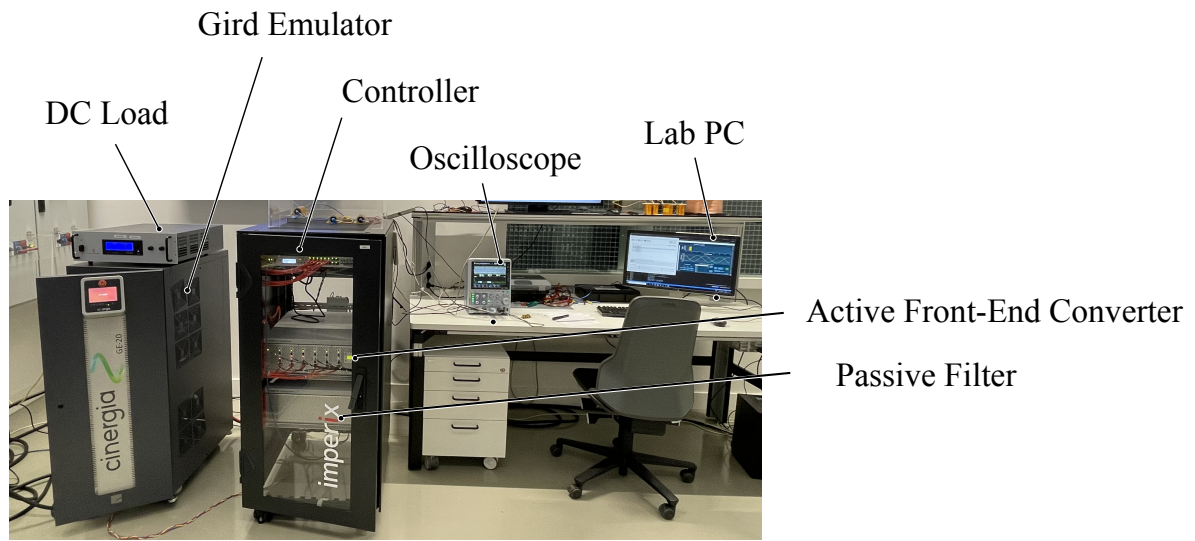 Gird Emulator
Controller
DC Load
Lab PC
Oscilloscope
Active Front-End Converter
Passive Filter
cinergia
GE-20
imperix